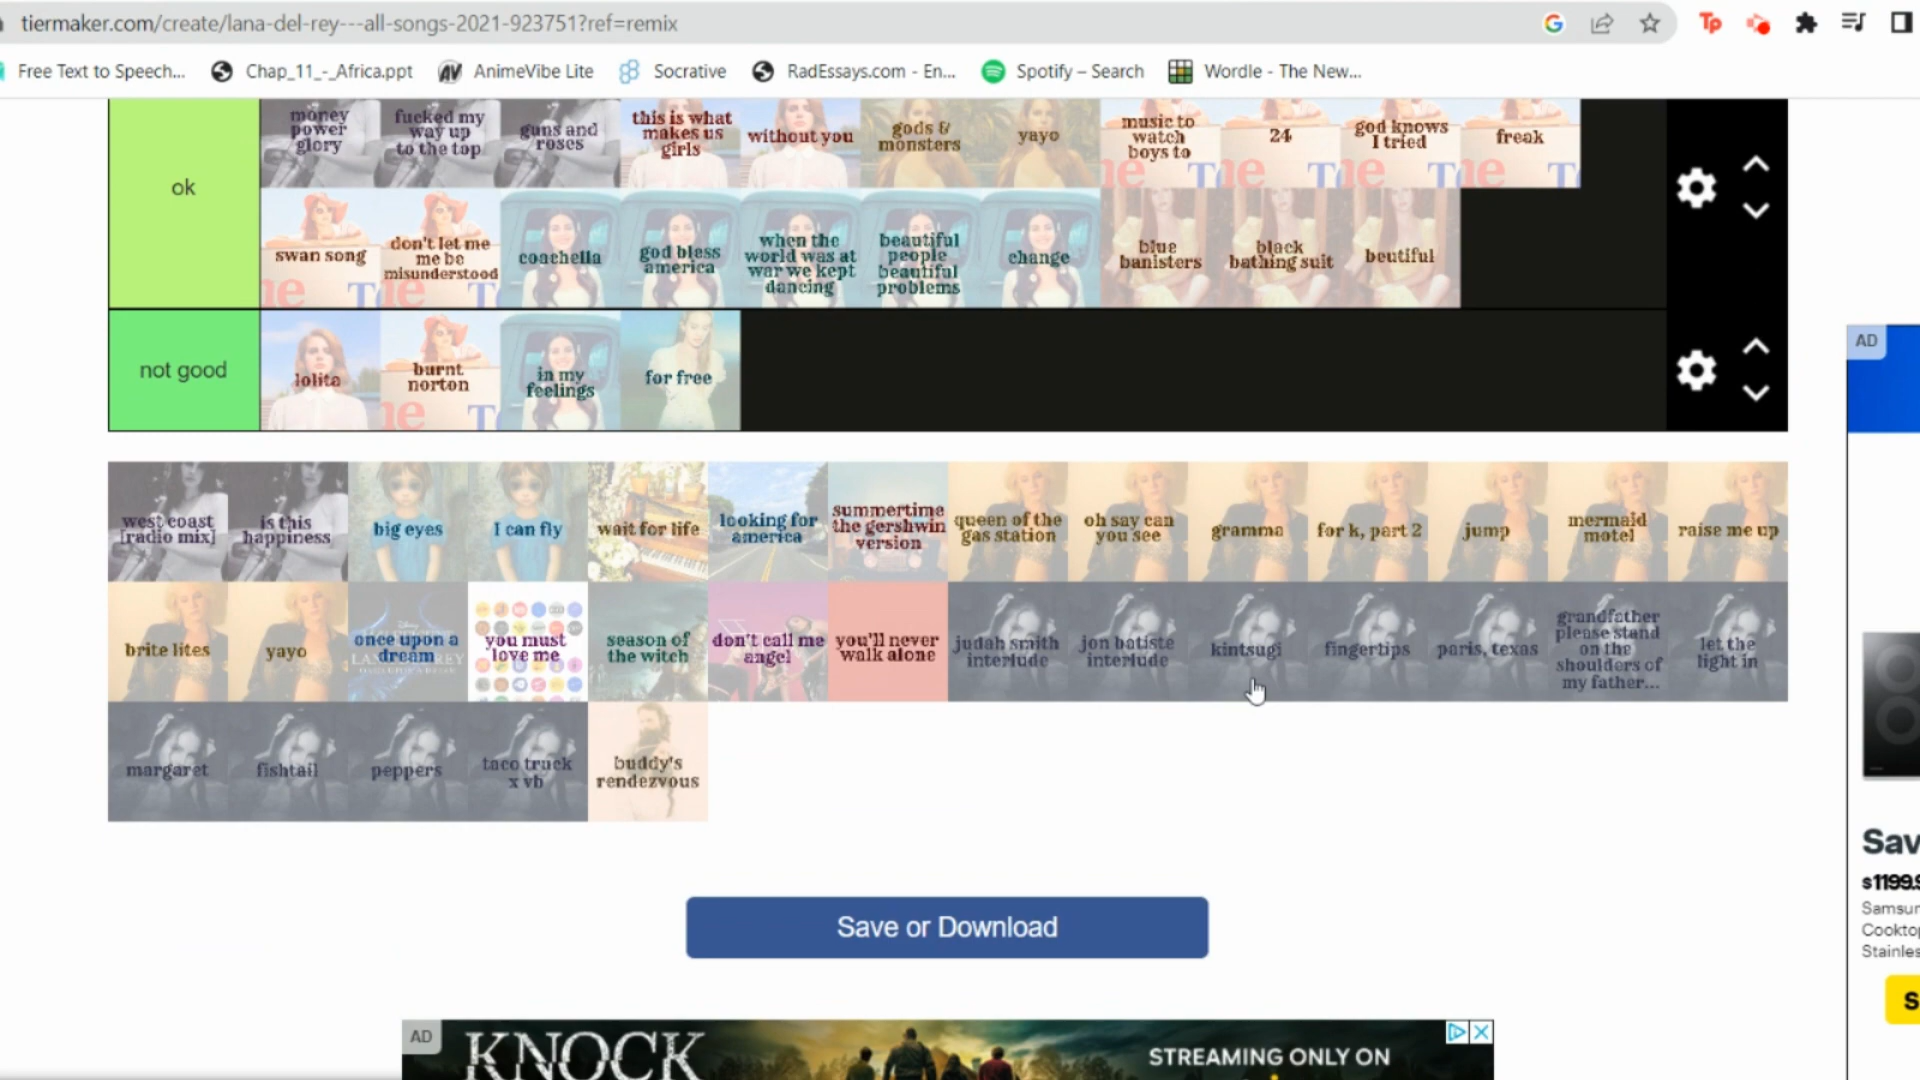 tiermaker.com/create/lana-del-rey---all-songs-2021-923751?ref=remix
Free Text to Speech... Chap_11_-_Africa.ppt AnimeVibe Lite Socrative RadEssays.com - En... Spotify – Search Wordle - The New...
ok
money power glory
fucked my way up to the top
guns and roses
this is what makes us girls
without you
gods & monsters
yayo
music to watch boys to
24
god knows I tried
freak
swan song
don't let me me be misunderstood
coachella
god bless america
when the world was at war we kept dancing
beautiful people beautiful problems
change
blue banisters
black bathing suit
beutiful
not good
lolita
burnt norton
in my feelings
for free
west coast [radio mix]
is this happiness
big eyes
I can fly
wait for life
looking for america
summertime the gershwin version
queen of the gas station
oh say can you see
gramma
for k, part 2
jump
mermaid motel
raise me up
brite lites
yayo
once upon a dream
you must love me
season of the witch
don't call me angel
you'll never walk alone
judah smith interlude
jon batiste interlude
kintsugi
fingertips
paris, texas
grandfather please stand on the shoulders of my father...
let the light in
margaret
fishtail
peppers
taco truck x vb
buddy's rendezvous
Save or Download
AD
KNOCK
STREAMING ONLY ON
AD
Sav
$1199.9
Samsun
Cooktop
Stainles
S